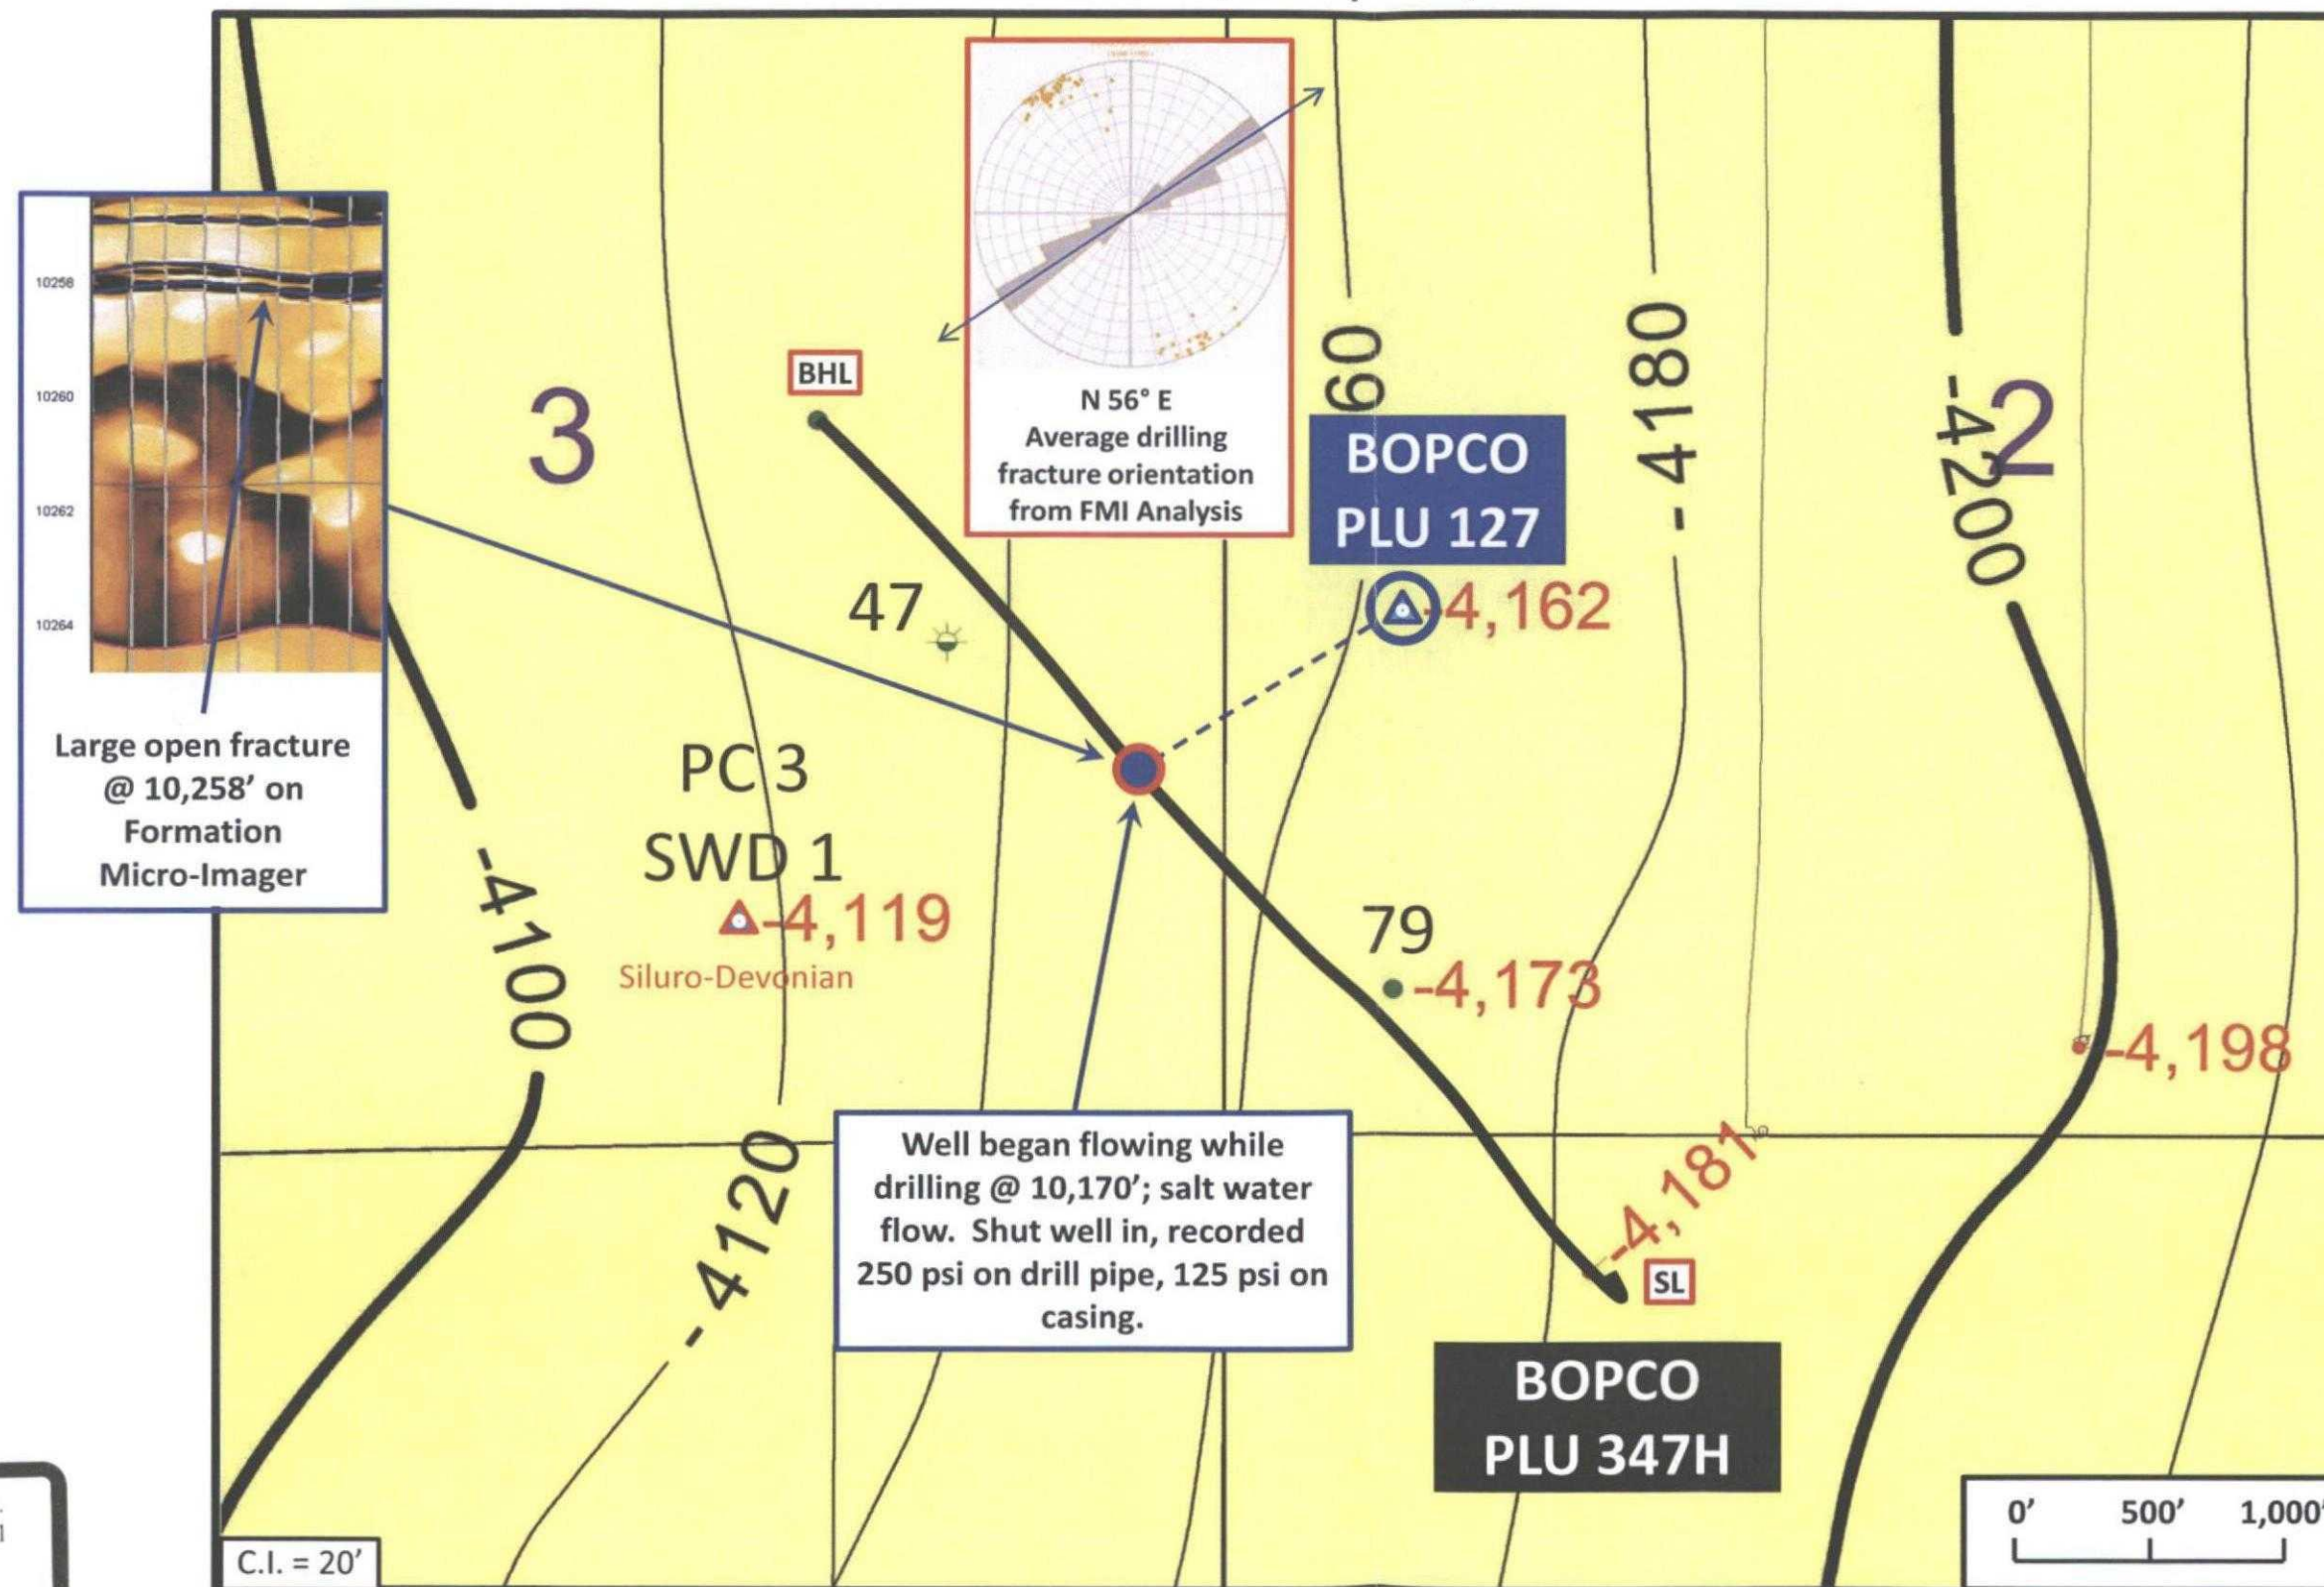 10258
10260
10262
10264
Large open fracture
@ 10,258’ on
Formation
Micro-Imager
3
BHL
N 56° E
Average drilling
fracture orientation
from FMI Analysis
60
- 4180
-4200
2
BOPCO
PLU 127
-4,162
47
PC 3
SWD 1
-4,119
Siluro-Devonian
-4100
79
-4,173
-4,198
- 4120
Well began flowing while
drilling @ 10,170’; salt water
flow. Shut well in, recorded
250 psi on drill pipe, 125 psi on
casing.
-4,181
SL
BOPCO
PLU 347H
C.I. = 20’
0’ 500’ 1,000’